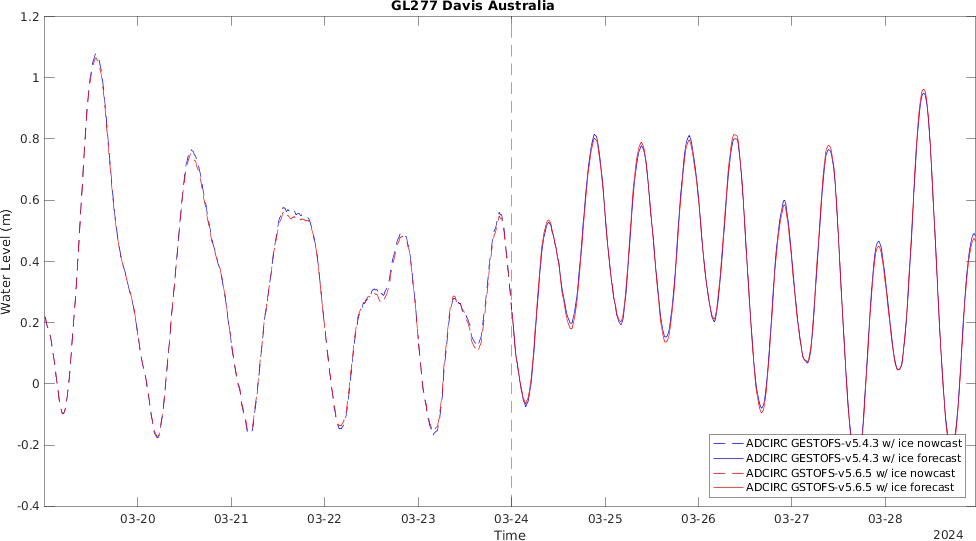 GL277 Davis Australia
1.2
1
0.8
0.6
0.4
0.2
0
-0.2
-0.4
Water Level (m)
03-20 03-21 03-22 03-23 03-24 03-25 03-26 03-27 03-28
Time
2024
ADCIRC GESTOFS-v5.4.3 w/ ice nowcast
ADCIRC GESTOFS-v5.4.3 w/ ice forecast
ADCIRC GSTOFS-v5.6.5 w/ ice nowcast
ADCIRC GSTOFS-v5.6.5 w/ ice forecast